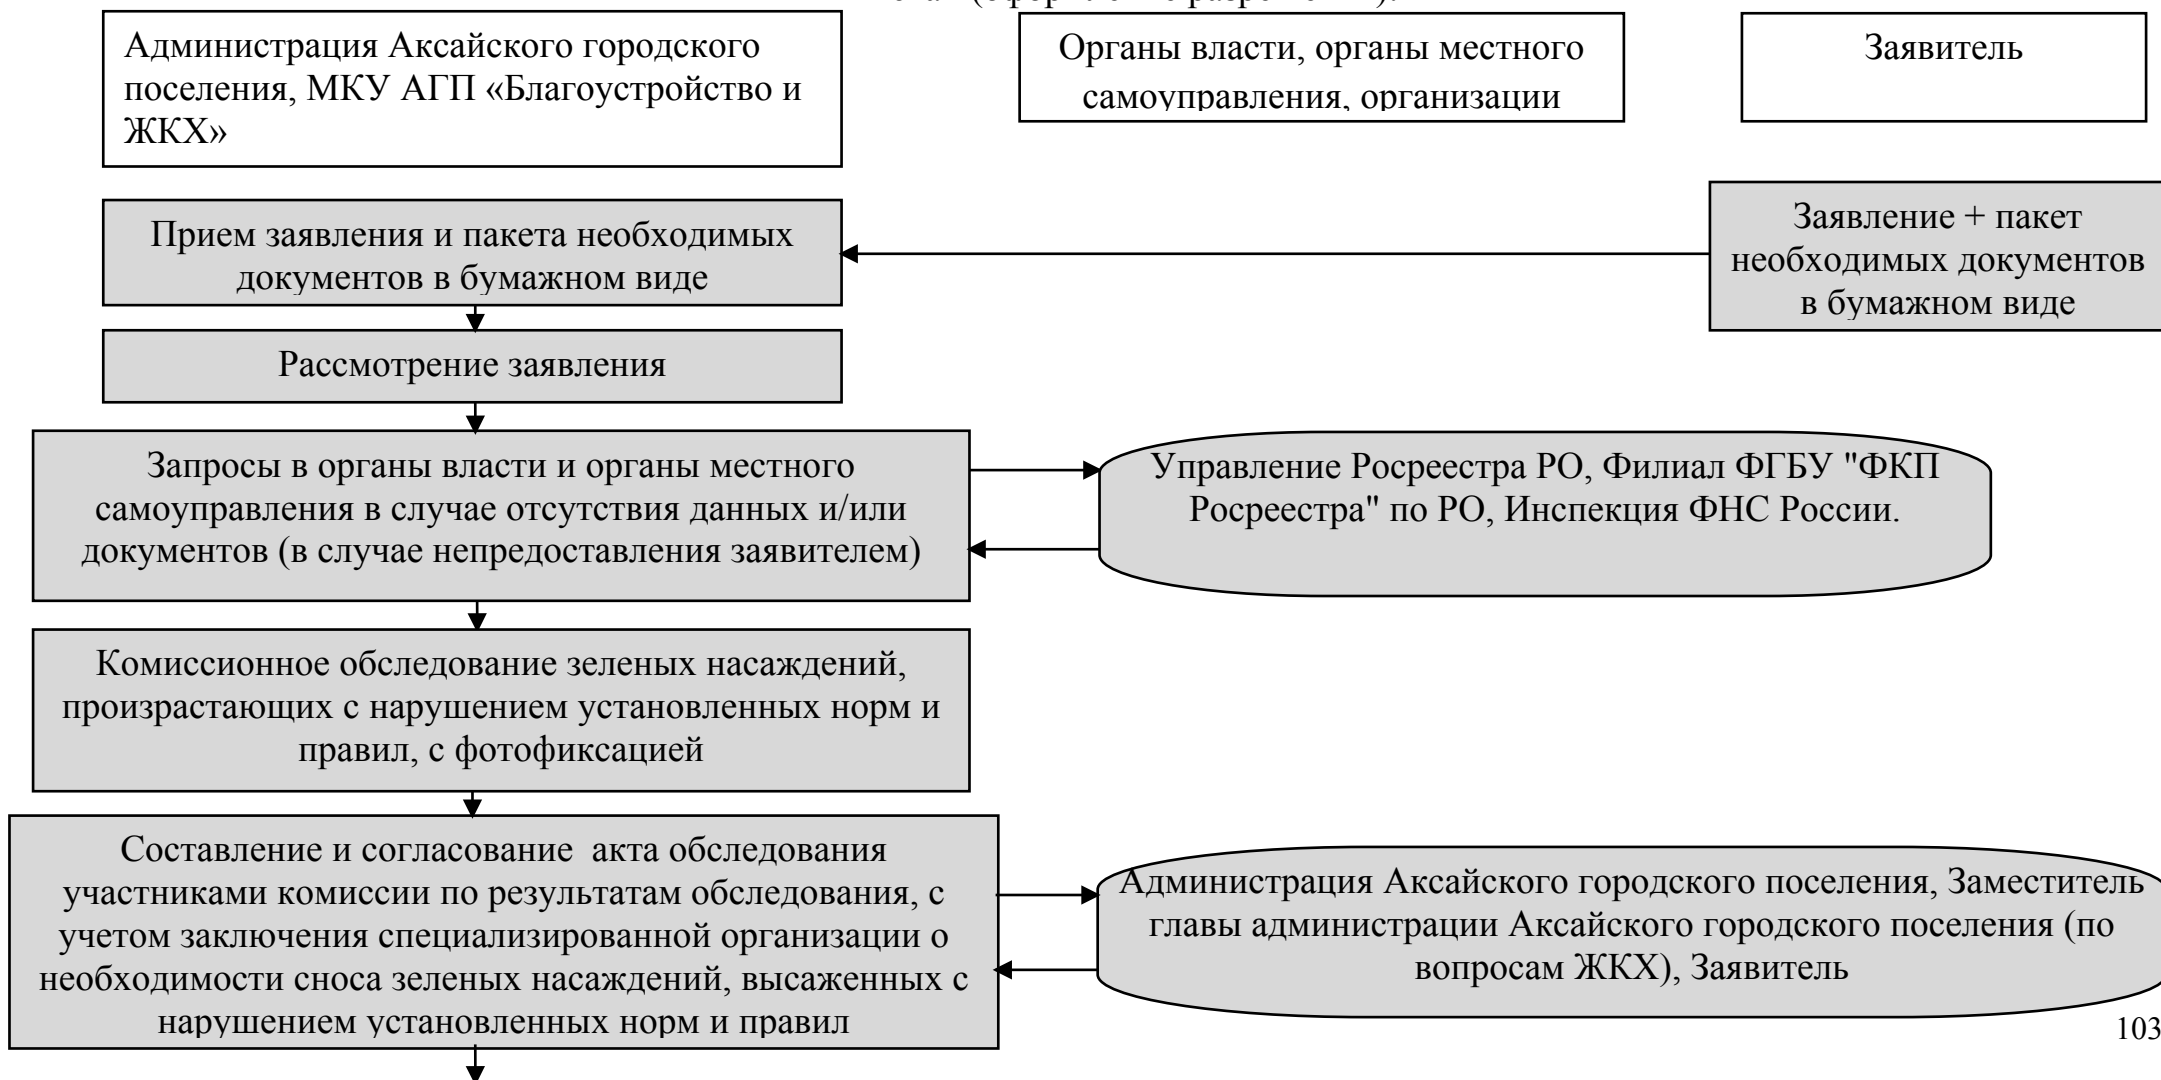 Администрация Аксайского городского
поселения, МКУ АГП «Благоустройство и
ЖКХ»
Органы власти, органы местного
самоуправления, организации
Заявитель
Прием заявления и пакета необходимых
документов в бумажном виде
Заявление + пакет
необходимых документов
в бумажном виде
Рассмотрение заявления
Запросы в органы власти и органы местного
самоуправления в случае отсутствия данных и/или
документов (в случае непредоставления заявителем)
Управление Росреестра РО, Филиал ФГБУ "ФКП
Росреестра" по РО, Инспекция ФНС России.
Комиссионное обследование зеленых насаждений,
произрастающих с нарушением установленных норм и
правил, с фотофиксацией
Составление и согласование  акта обследования
участниками комиссии по результатам обследования, с
учетом заключения специализированной организации о
необходимости сноса зеленых насаждений, высаженных с
нарушением установленных норм и правил
Администрация Аксайского городского поселения, Заместитель
главы администрации Аксайского городского поселения (по
вопросам ЖКХ), Заявитель
103